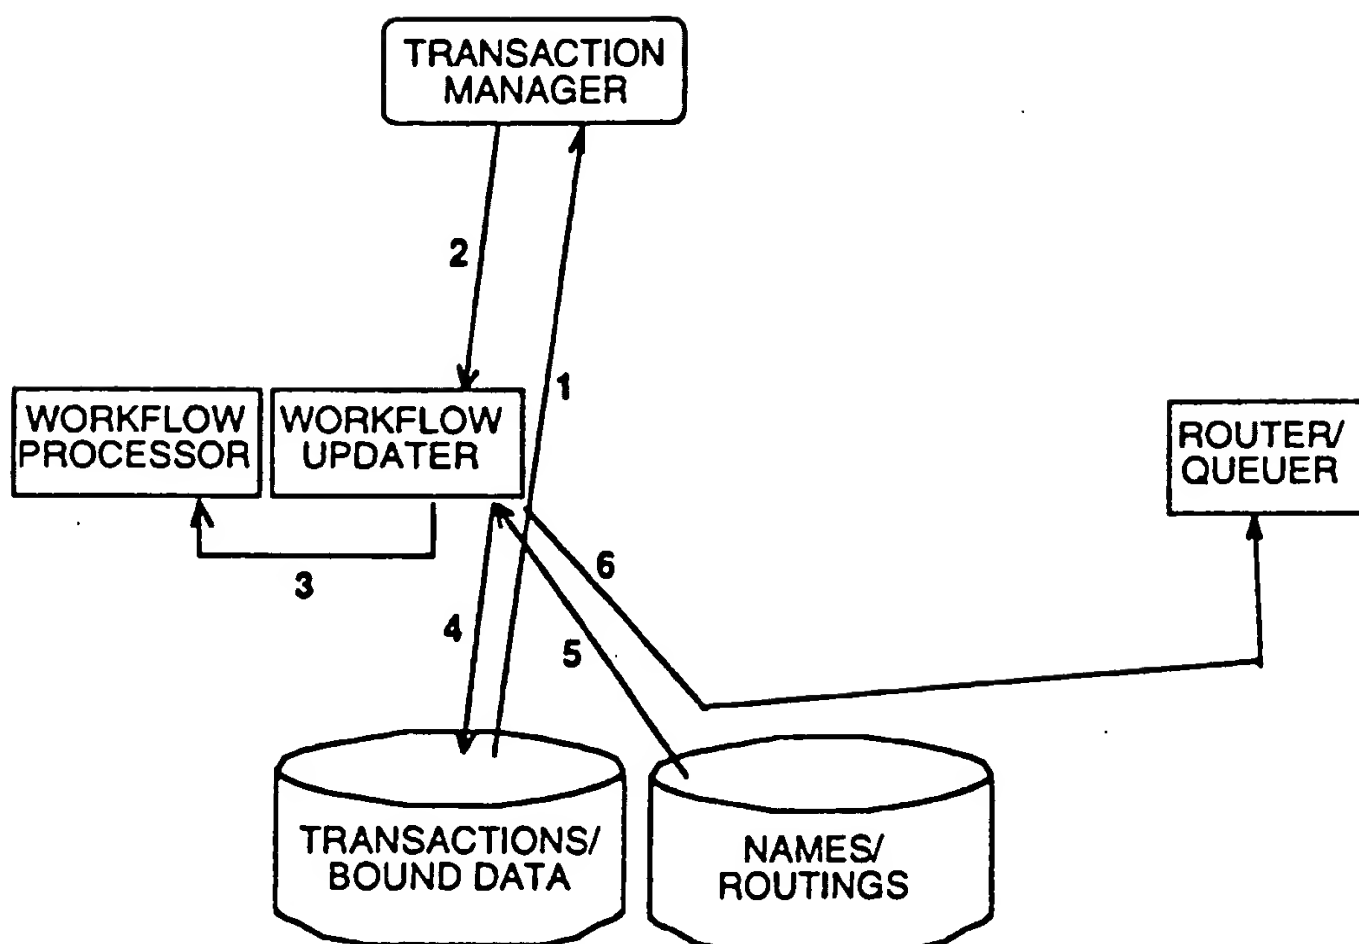 TRANSACTION
MANAGER
2
1
WORKFLOW
PROCESSOR
WORKFLOW
UPDATER
ROUTER/
QUEUER
3
6
4
5
TRANSACTIONS/
BOUND DATA
NAMES/
ROUTINGS